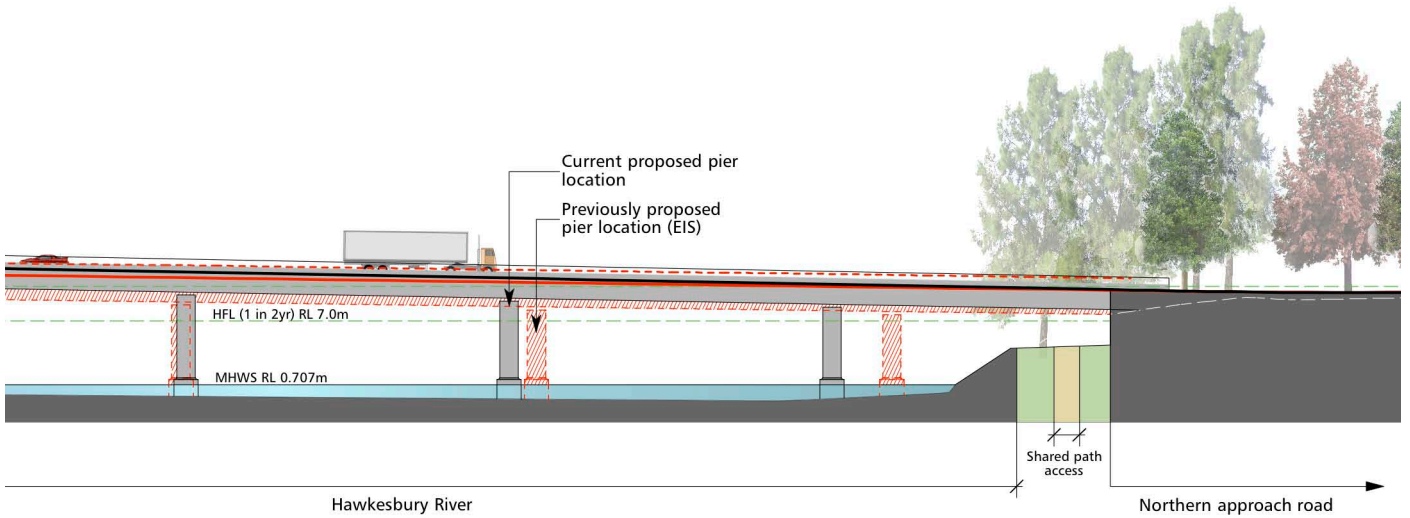 Current proposed pier
location
Previously proposed
pier location (EIS)
HFL (1 in 2yr) RL 7.0m
MHWS RL 0.707m
Shared path
access
Hawkesbury River
Northern approach road